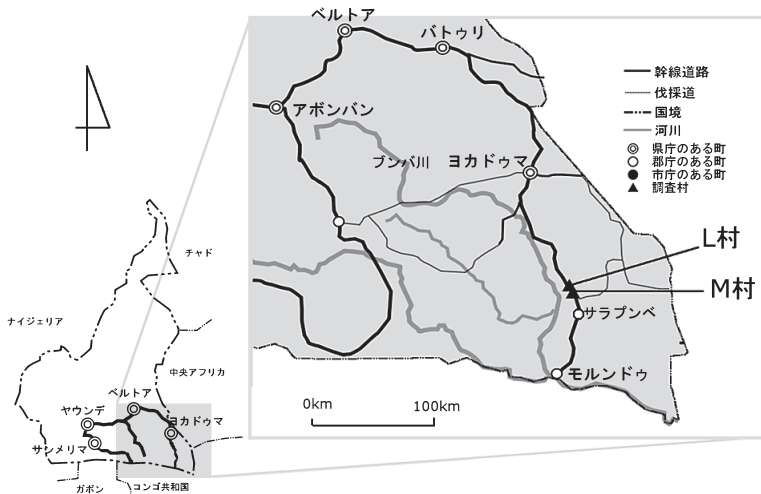 ベルトア
バトゥリ
アボンバン
ブンバ川
ヨカドゥマ
幹線道路
伐採道
国境
河川
県庁のある町
郡庁のある町
市庁のある町
調査村
L村
M村
サラプンベ
モルンドゥ
0km
100km
チャド
ナイジェリア
中央アフリカ
ベルトア
ヤウンデ
ヨカドゥマ
サンメリマ
ガボン
コンゴ共和国